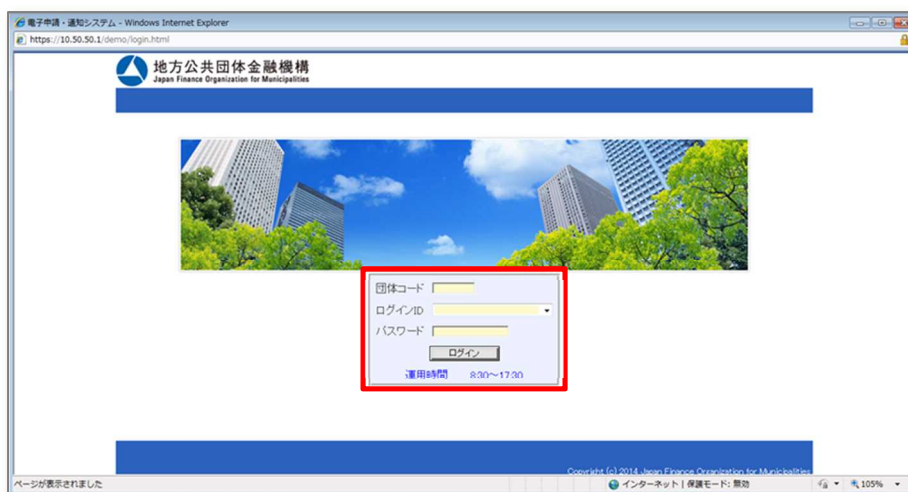 電子申請・通知システム - Windows Internet Explorer
https://10.50.50.1/demo/login.html
地方公共団体金融機構
Japan Finance Organization for Municipalities
団体コード
ログインID
パスワード
ログイン
運用時間 8:30～17:30
Copyright (c) 2014 Japan Finance Organization for Municipalities
ページが表示されました インターネット | 保護モード: 無効 105%